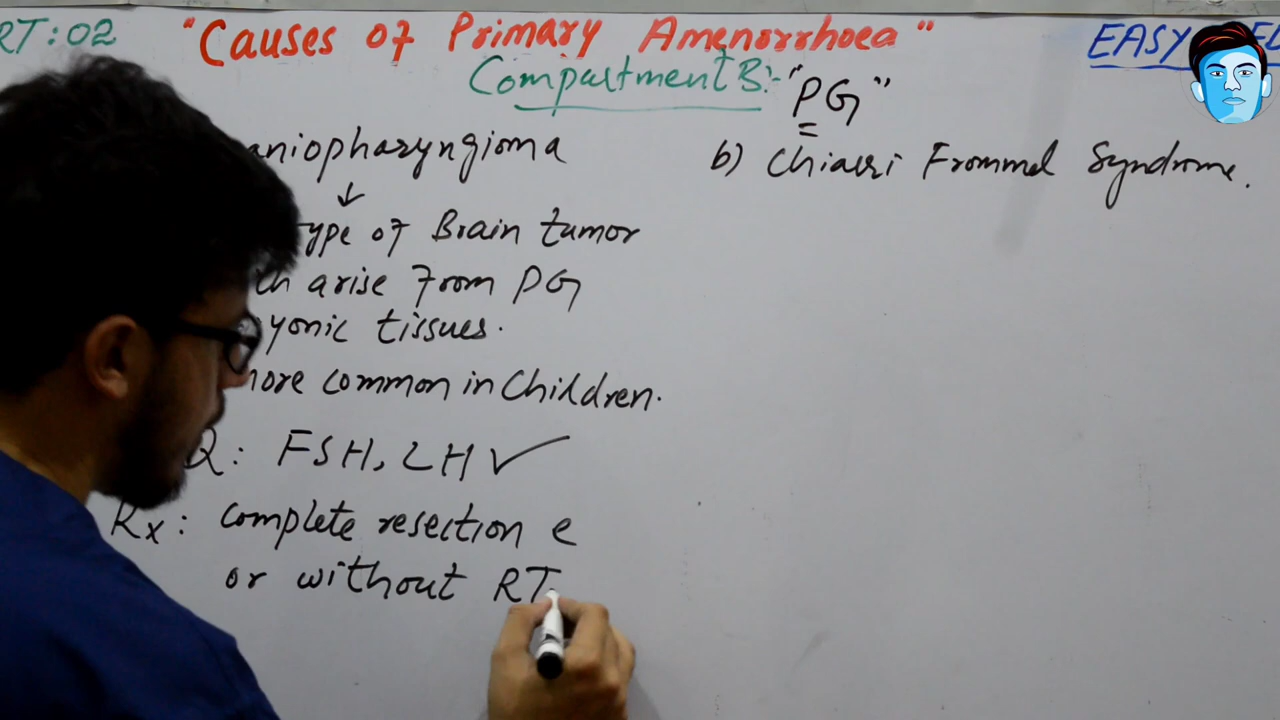 RT:02 "Causes of Primary Amenorrhoea" EASY
Compartment B:- "PG"
aniopharyngioma
type of Brain tumor
ch arise from PG
yonic tissues.
more common in Children.
: FSH, LH ✓
Rx: complete resection c
or without RT
b) Chiari Frommel Syndrome.